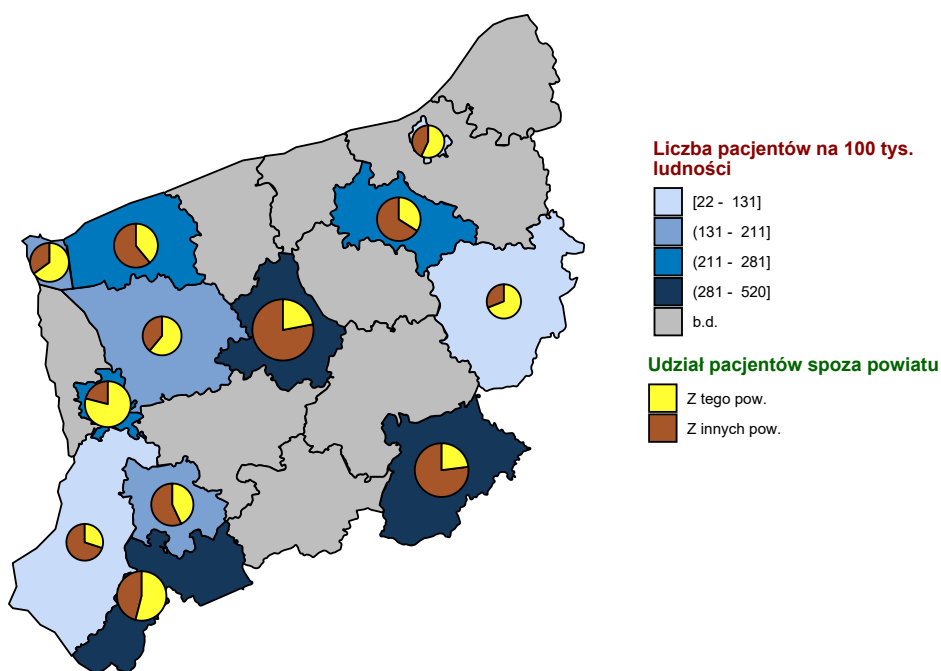 Liczba pacjentów na 100 tys.
ludności
[22 - 131]
(131 - 211]
(211 - 281]
(281 - 520]
b.d.
Udział pacjentów spoza powiatu
Z tego pow.
Z innych pow.